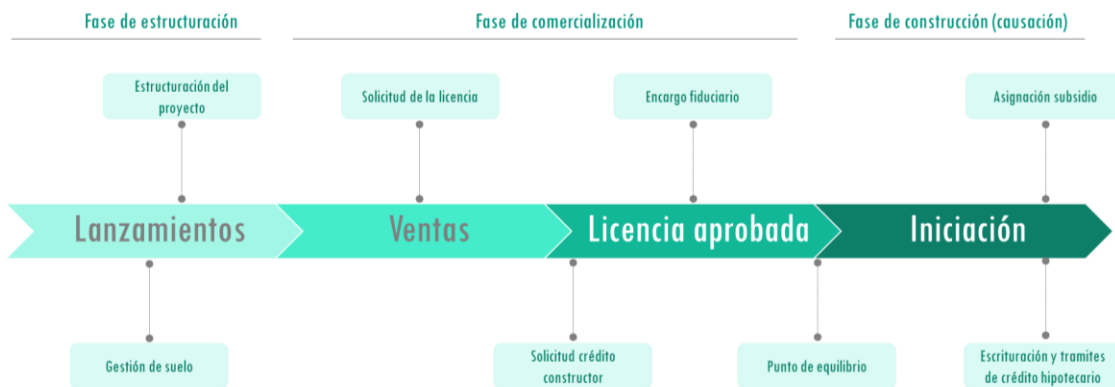 Fase de estructuración
Fase de comercialización
Fase de construcción (causación)
Estructuración del
proyecto
Solicitud de la licencia
Encargo fiduciario
Asignación subsidio
Lanzamientos
Ventas
Licencia aprobada
Iniciación
Gestión de suelo
Solicitud crédito
constructor
Punto de equilibrio
Escrituración y tramites
de crédito hipotecario